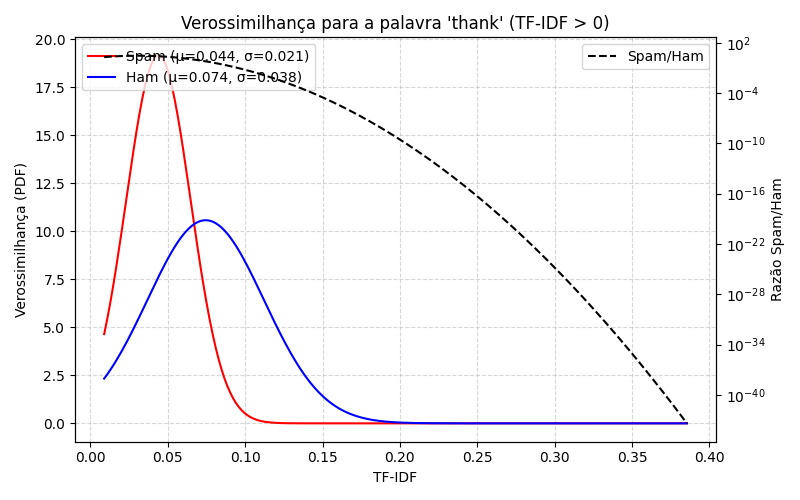 Verossimilhança para a palavra 'thank' (TF-IDF > 0)
Spam (μ=0.044, σ=0.021)
Ham (μ=0.074, σ=0.038)
Spam/Ham
Verossimilhança (PDF)
20.0
17.5
15.0
12.5
10.0
7.5
5.0
2.5
0.0
10²
10⁻⁴
10⁻¹⁰
10⁻¹⁶
10⁻²²
10⁻²⁸
10⁻³⁴
10⁻⁴⁰
Razão Spam/Ham
0.00 0.05 0.10 0.15 0.20 0.25 0.30 0.35 0.40
TF-IDF